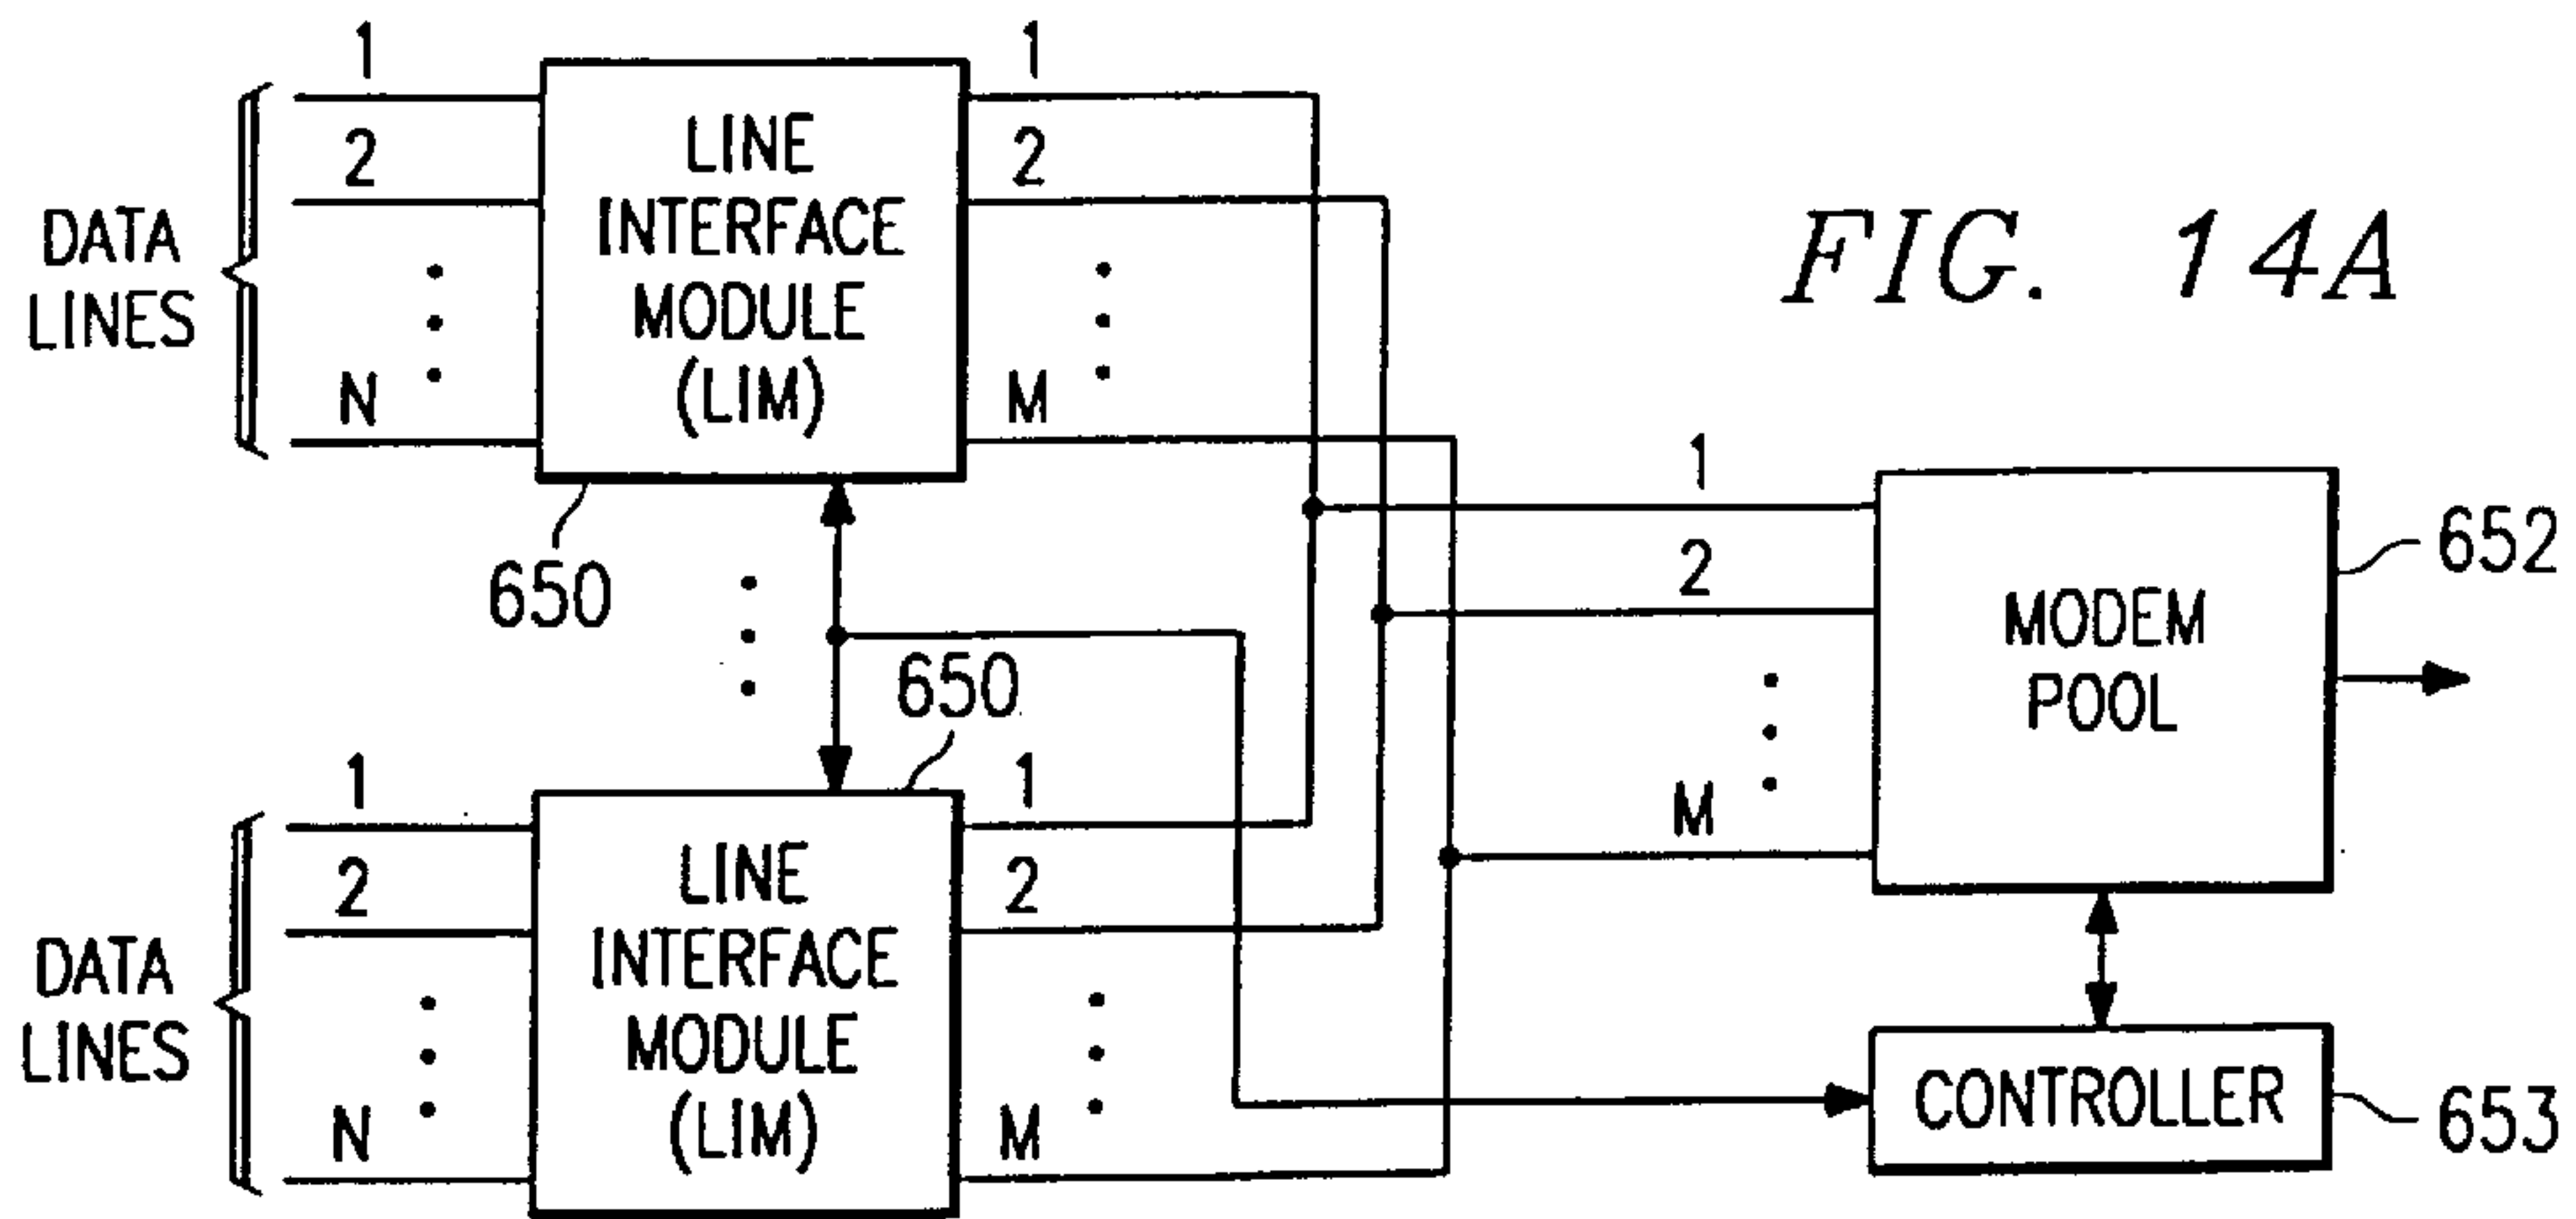 FIG. 14A
DATA
LINES
1
2
N
LINE
INTERFACE
MODULE
(LIM)
650
1
2
M
DATA
LINES
1
2
N
LINE
INTERFACE
MODULE
(LIM)
650
1
2
M
1
2
M
MODEM
POOL
652
CONTROLLER
653